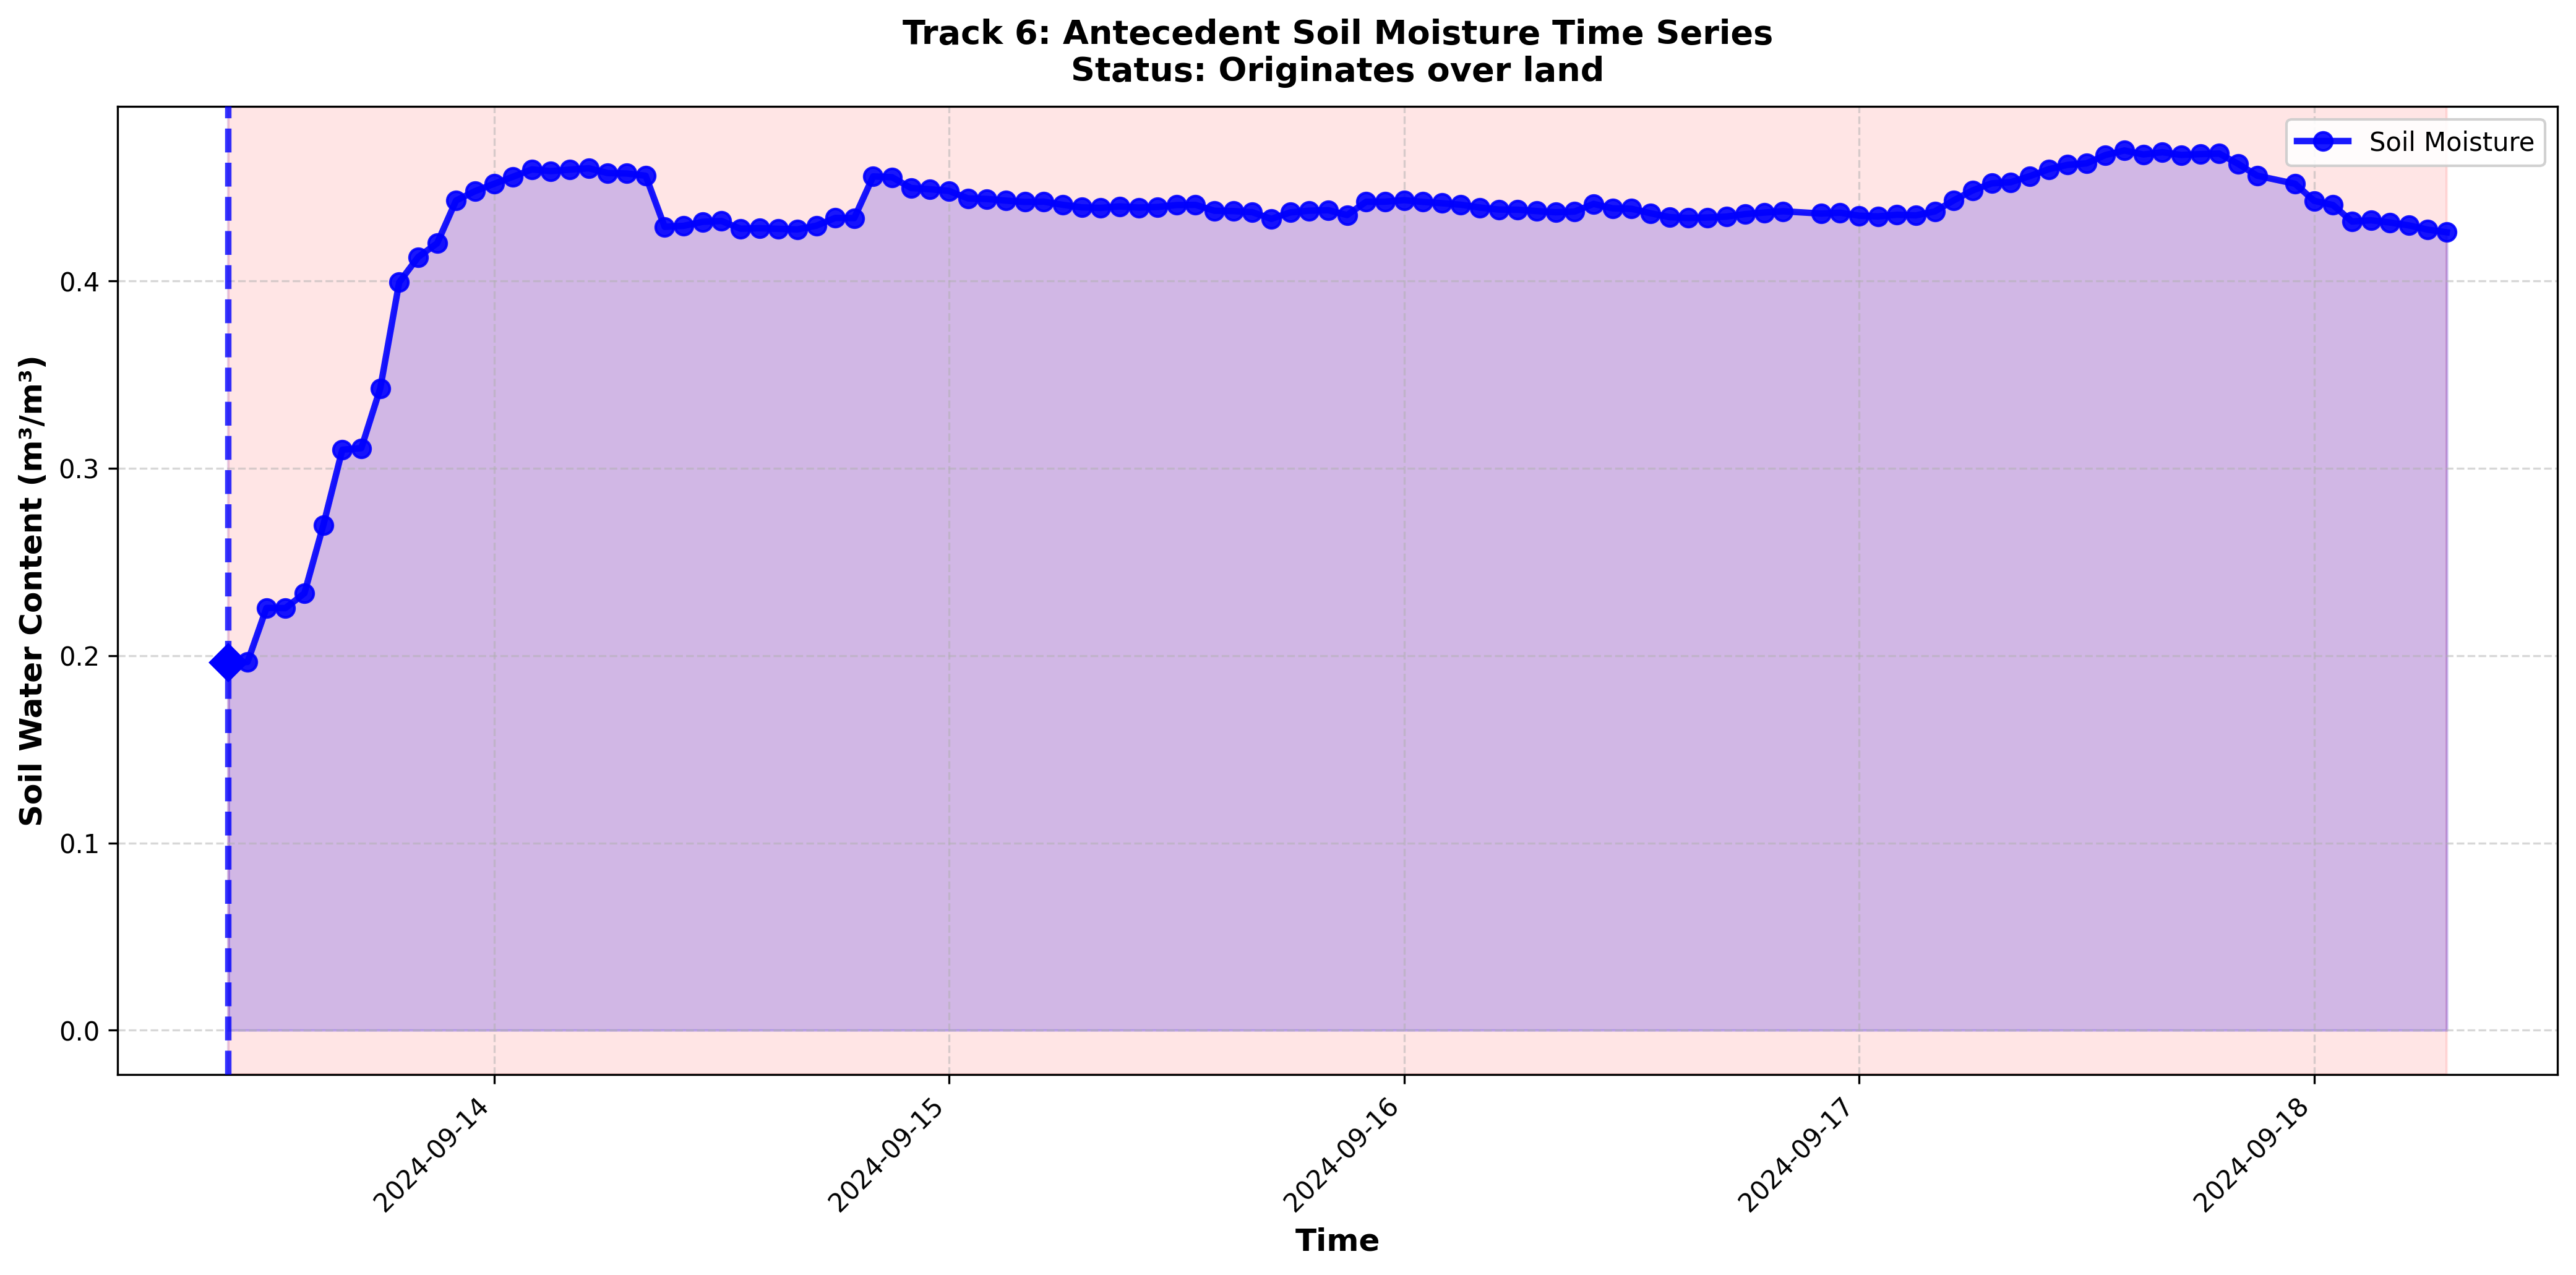 Track 6: Antecedent Soil Moisture Time Series
Status: Originates over land
Soil Moisture
Soil Water Content (m³/m³)
0.4
0.3
0.2
0.1
0.0
2024-09-14
2024-09-15
2024-09-16
2024-09-17
2024-09-18
Time